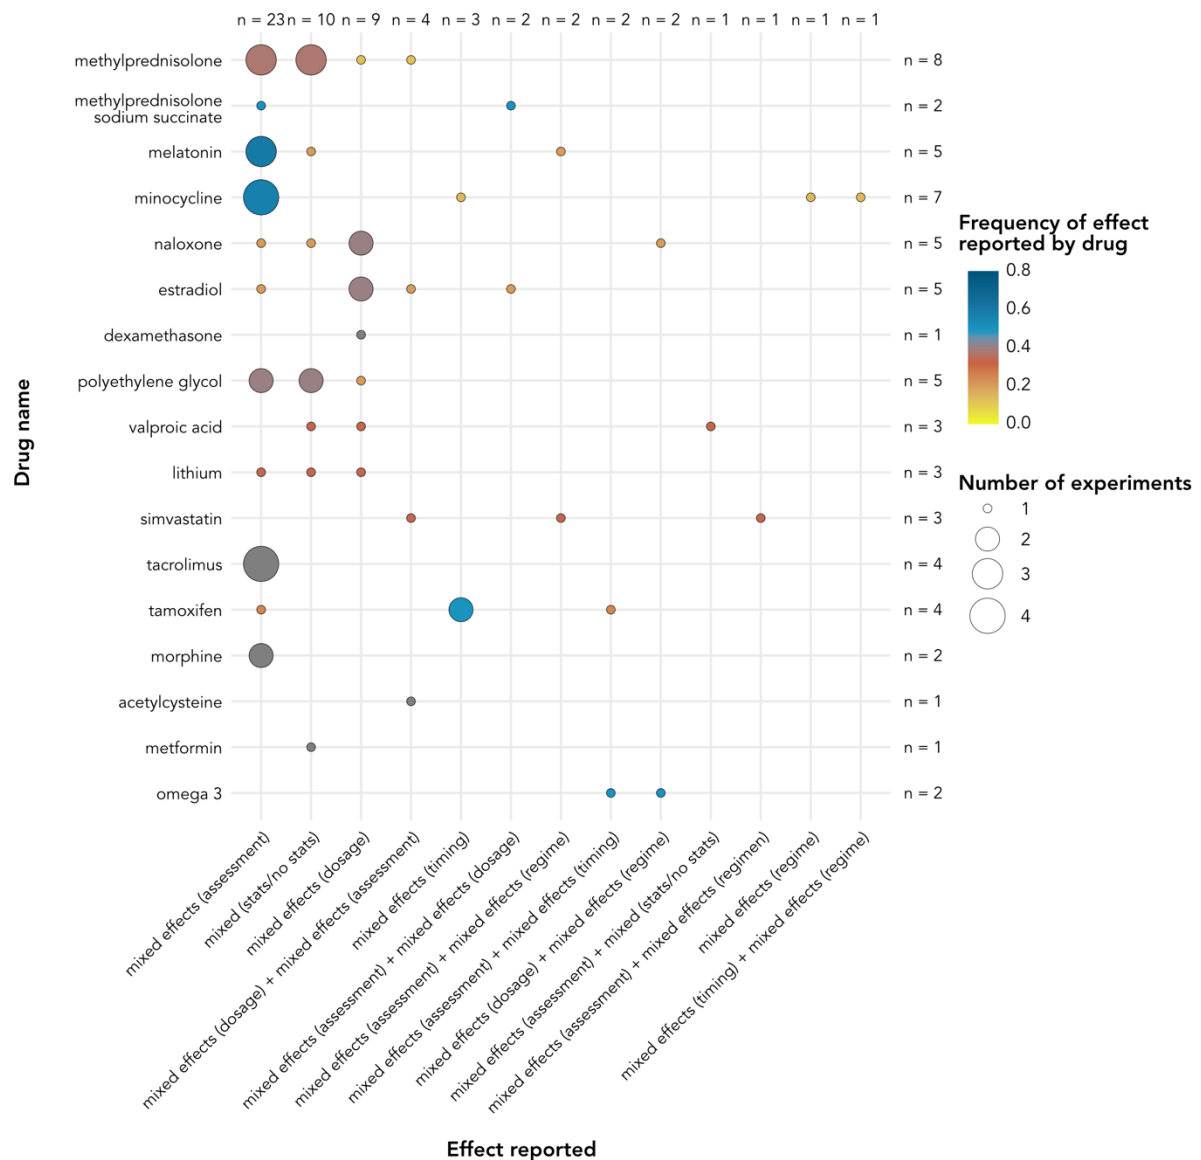 n = 23 n = 10 n = 9 n = 4 n = 3 n = 2 n = 2 n = 2 n = 2 n = 1 n = 1 n = 1 n = 1
methylprednisolone n = 8
methylprednisolone
sodium succinate n = 2
melatonin n = 5
minocycline n = 7
naloxone n = 5
estradiol n = 5
dexamethasone n = 1
polyethylene glycol n = 5
valproic acid n = 3
lithium n = 3
simvastatin n = 3
tacrolimus n = 4
tamoxifen n = 4
morphine n = 2
acetylcysteine n = 1
metformin n = 1
omega 3 n = 2
Drug name
Frequency of effect
reported by drug
0.8
0.6
0.4
0.2
0.0
Number of experiments
1
2
3
4
mixed effects (assessment)
mixed (stats/no stats)
mixed effects (dosage)
mixed effects (dosage) + mixed effects (assessment)
mixed effects (timing)
mixed effects (assessment) + mixed effects (dosage)
mixed effects (assessment) + mixed effects (regime)
mixed effects (assessment) + mixed effects (timing)
mixed effects (dosage) + mixed effects (regime)
mixed effects (assessment) + mixed (stats/no stats)
mixed effects (assessment) + mixed effects (regimen)
mixed effects (regime)
mixed effects (timing) + mixed effects (regime)
Effect reported